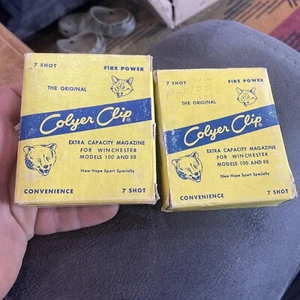 7 SHOT FIRE POWER
THE ORIGINAL
Colyer Clip®
EXTRA CAPACITY MAGAZINE
FOR WINCHESTER
MODELS 100 AND 88
New Hope Sport Specialty
CONVENIENCE 7 SHOT
7 SHOT FIRE POWER
THE ORIGINAL
Colyer Clip®
EXTRA CAPACITY MAGAZINE
FOR WINCHESTER
MODELS 100 AND 88
New Hope Sport Specialty
CONVENIENCE 7 SHOT